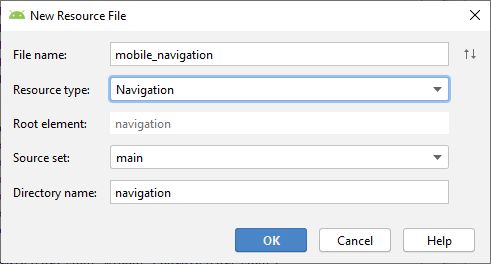 New Resource File
File name: mobile_navigation
Resource type: Navigation
Root element: navigation
Source set: main
Directory name: navigation
OK Cancel Help